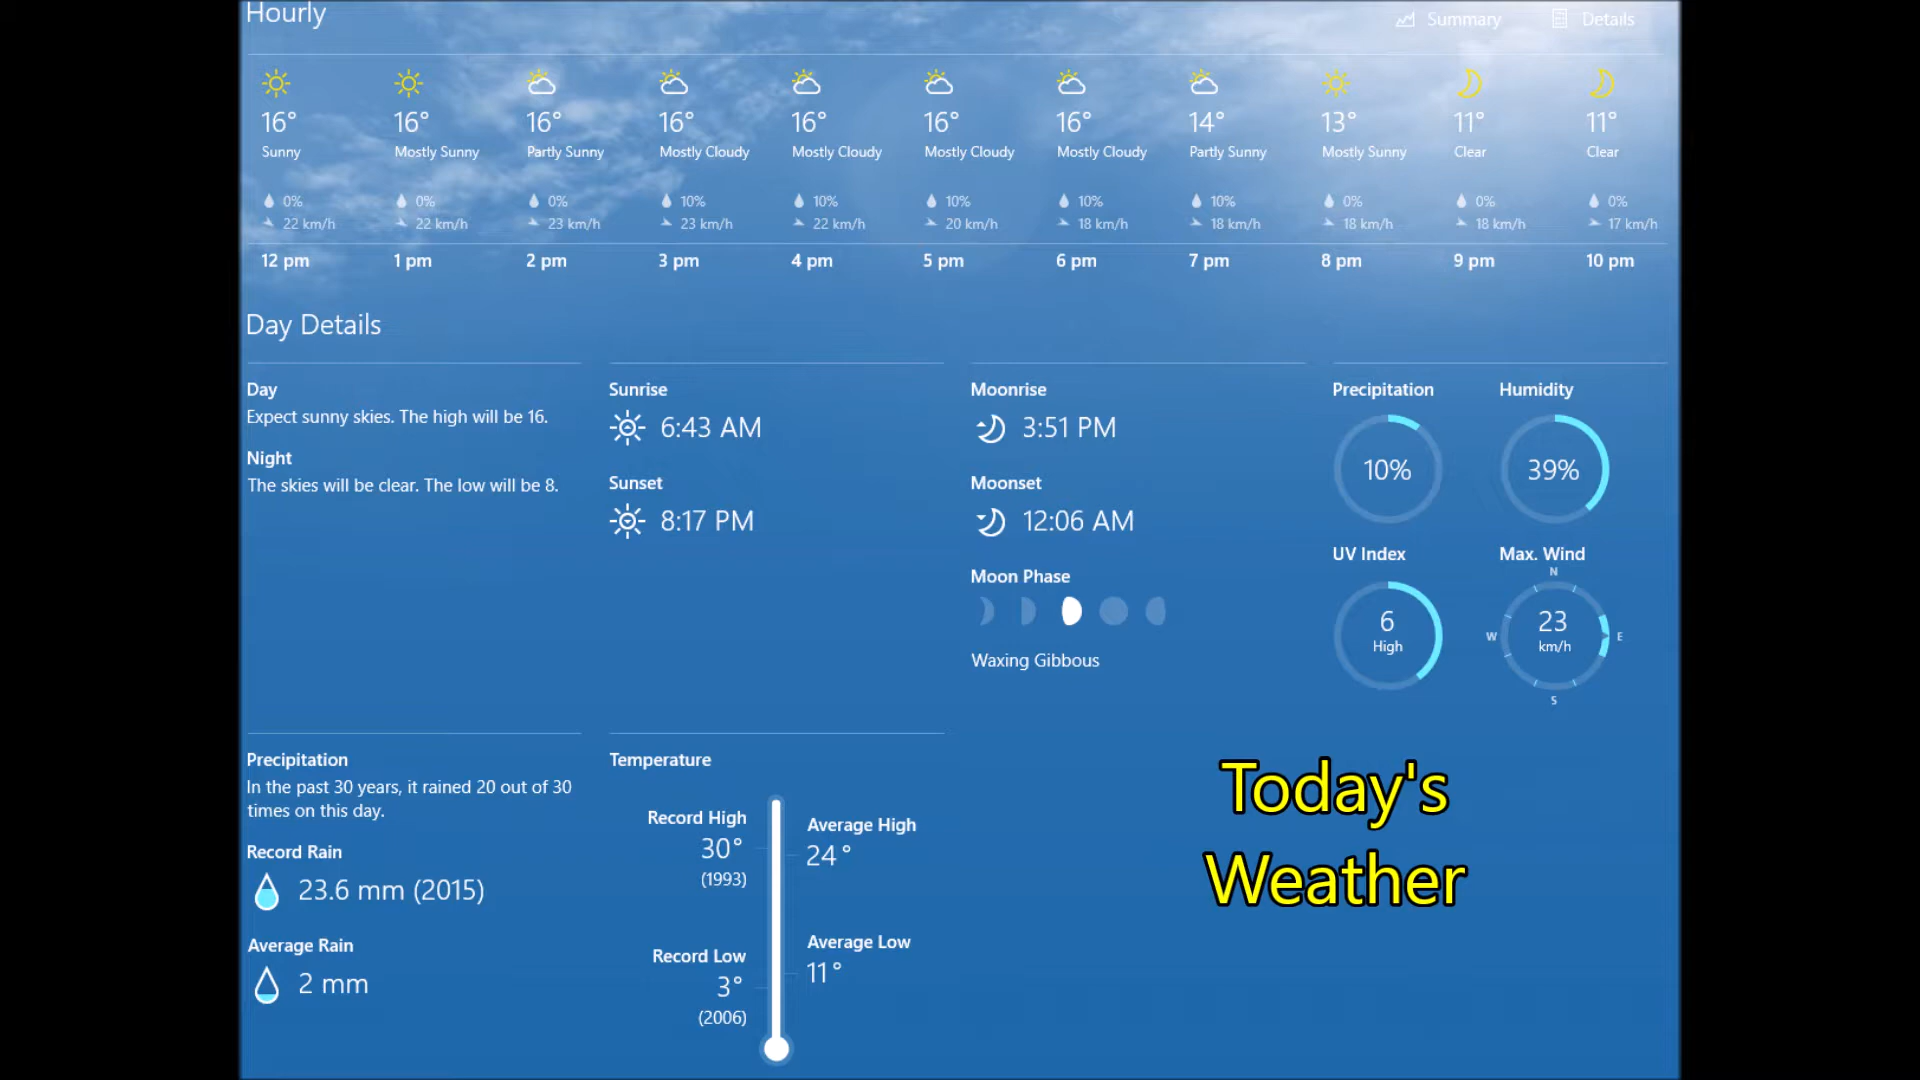 Hourly
Summary
Details
16° 16° 16° 16° 16° 16° 16° 14° 13° 11° 11°
Sunny Mostly Sunny Partly Sunny Mostly Cloudy Mostly Cloudy Mostly Cloudy Mostly Cloudy Partly Sunny Mostly Sunny Clear Clear
0% 0% 0% 10% 10% 10% 10% 10% 0% 0% 0%
22 km/h 22 km/h 23 km/h 23 km/h 22 km/h 20 km/h 18 km/h 18 km/h 18 km/h 18 km/h 17 km/h
12 pm 1 pm 2 pm 3 pm 4 pm 5 pm 6 pm 7 pm 8 pm 9 pm 10 pm
Day Details
Day
Expect sunny skies. The high will be 16.
Night
The skies will be clear. The low will be 8.
Sunrise
6:43 AM
Sunset
8:17 PM
Moonrise
3:51 PM
Moonset
12:06 AM
Moon Phase
Waxing Gibbous
Precipitation
10%
Humidity
39%
UV Index
6
High
Max. Wind
N
W
23
km/h
E
S
Precipitation
In the past 30 years, it rained 20 out of 30
times on this day.
Record Rain
23.6 mm (2015)
Average Rain
2 mm
Temperature
Record High
30°
(1993)
Average High
24°
Record Low
3°
(2006)
Average Low
11°
Today's
Weather